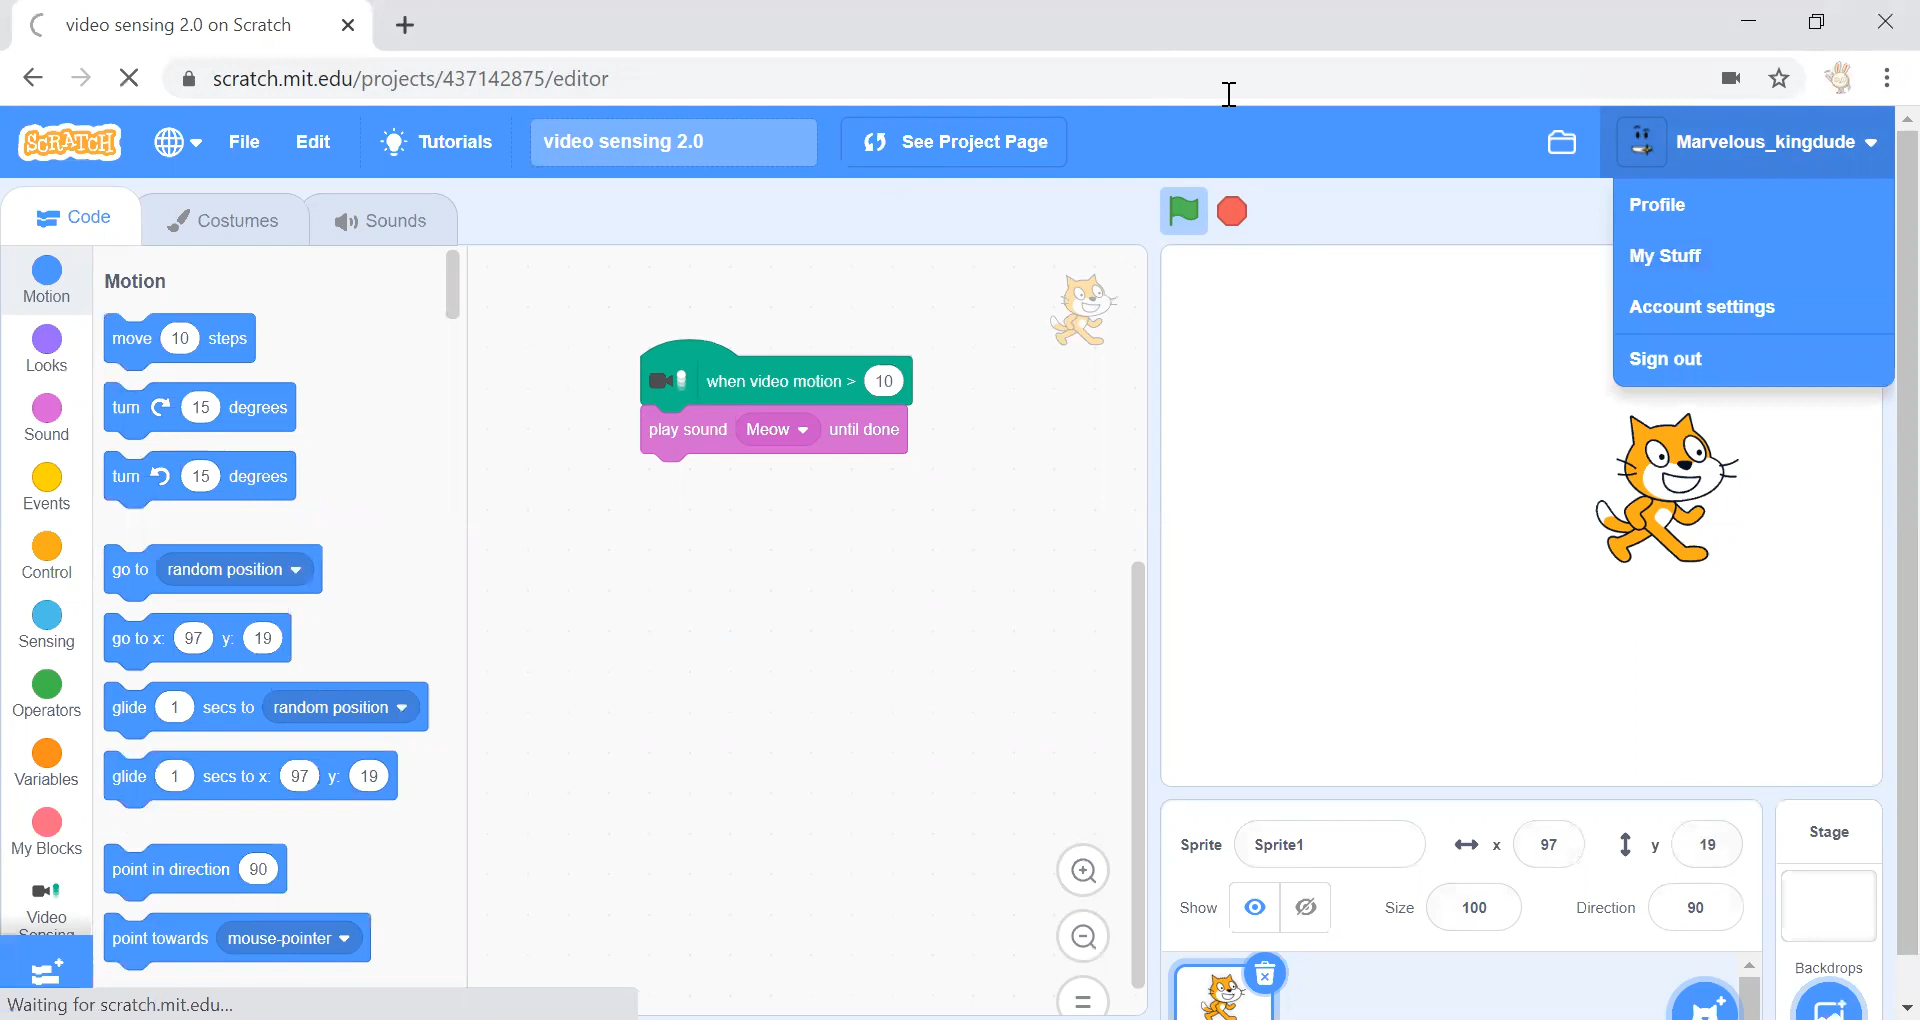 video sensing 2.0 on Scratch
scratch.mit.edu/projects/437142875/editor
SCRATCH File Edit Tutorials video sensing 2.0 See Project Page Marvelous_kingdude
Profile
My Stuff
Account settings
Sign out
Code Costumes Sounds
Motion
Looks
Sound
Events
Control
Sensing
Operators
Variables
My Blocks
Video
Sensing
Motion
move 10 steps
turn 15 degrees
turn 15 degrees
go to random position
go to x: 97 y: 19
glide 1 secs to random position
glide 1 secs to x: 97 y: 19
point in direction 90
point towards mouse-pointer
when video motion > 10
play sound Meow until done
Sprite Sprite1 x 97 y 19
Show Size 100 Direction 90
Stage
Backdrops
Waiting for scratch.mit.edu...